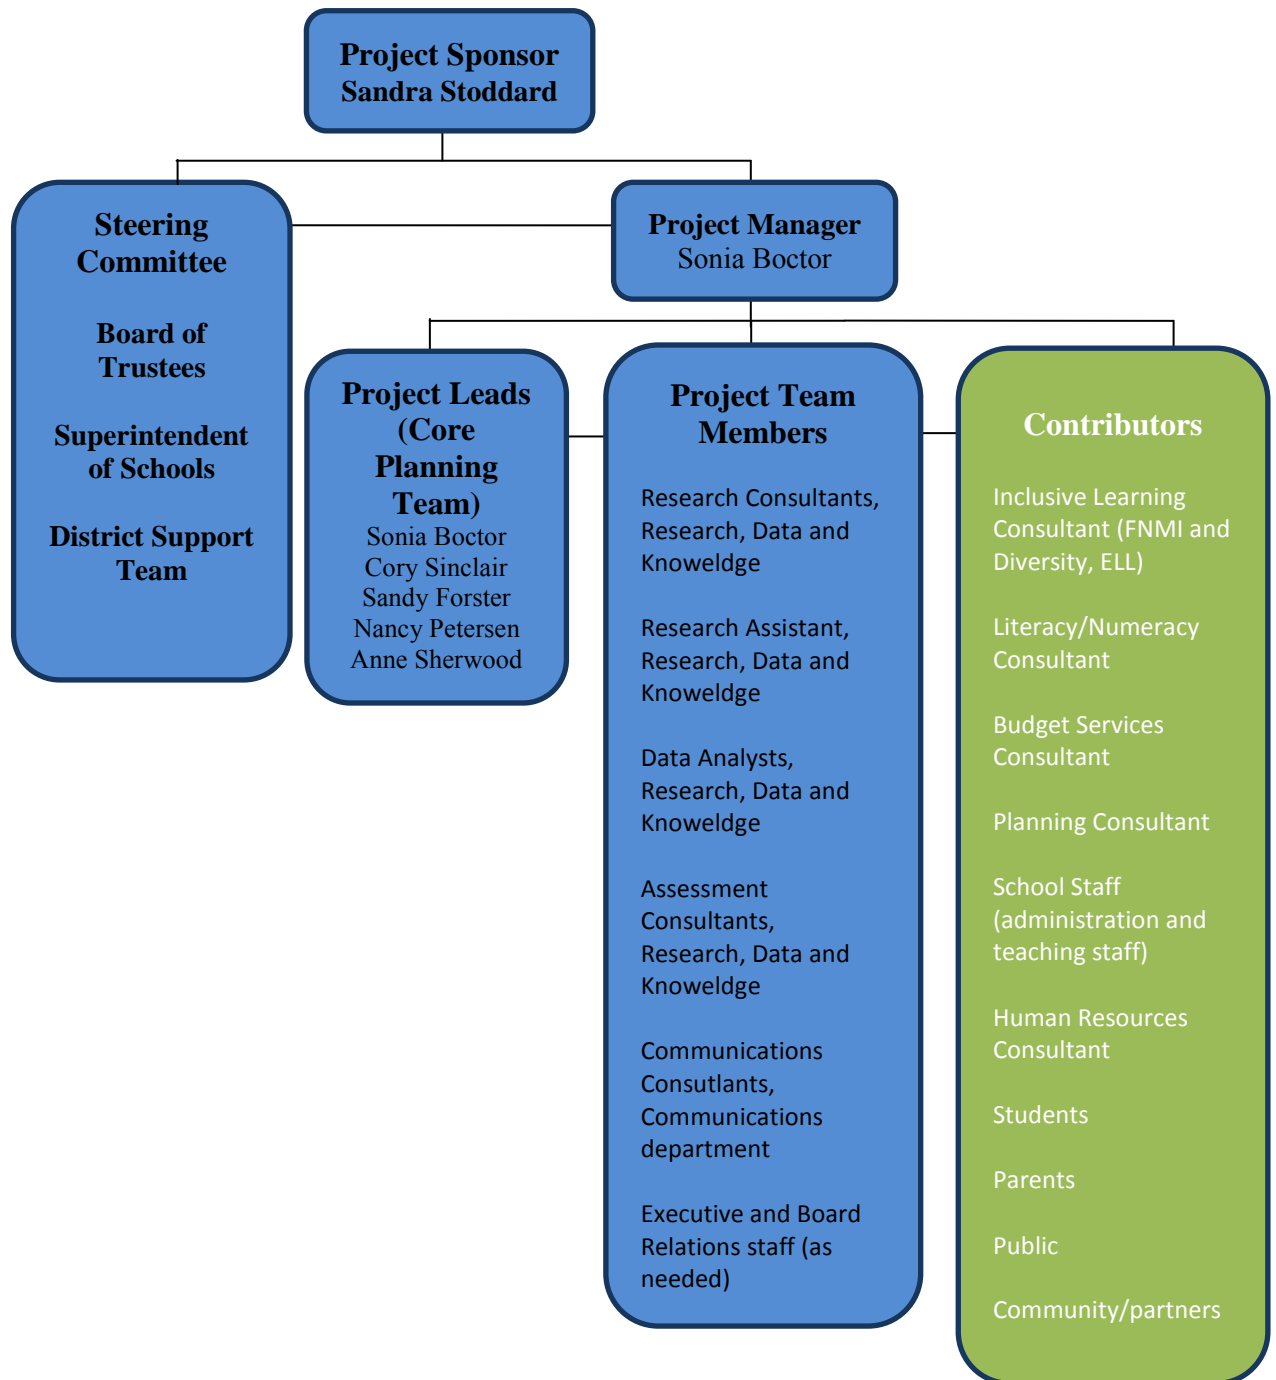 Project Sponsor
Sandra Stoddard
Steering
Committee
Board of
Trustees
Superintendent
of Schools
District Support
Team
Project Manager
Sonia Boctor
Project Leads
(Core
Planning
Team)
Sonia Boctor
Cory Sinclair
Sandy Forster
Nancy Petersen
Anne Sherwood
Project Team
Members
Research Consultants,
Research, Data and
Knoweldge
Research Assistant,
Research, Data and
Knoweldge
Data Analysts,
Research, Data and
Knoweldge
Assessment
Consultants,
Research, Data and
Knoweldge
Communications
Consutlants,
Communications
department
Executive and Board
Relations staff (as
needed)
Contributors
Inclusive Learning
Consultant (FNMI and
Diversity, ELL)
Literacy/Numeracy
Consultant
Budget Services
Consultant
Planning Consultant
School Staff
(administration and
teaching staff)
Human Resources
Consultant
Students
Parents
Public
Community/partners